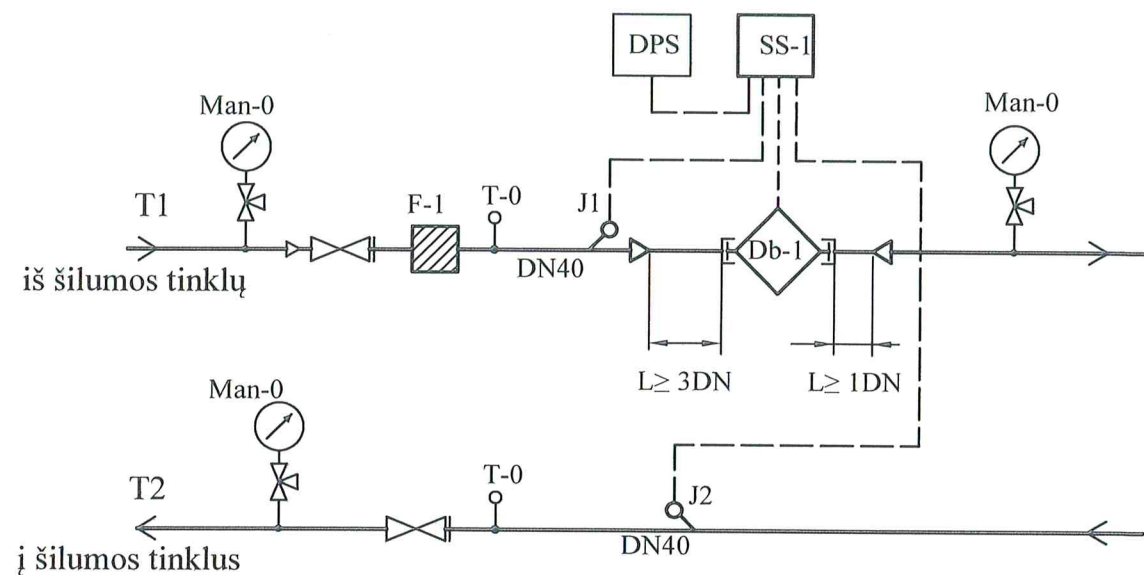 DPS
SS-1
Man-0
Man-0
T1
F-1
T-0
J1
Db-1
DN40
iš šilumos tinklų
L≥ 3DN
L≥ 1DN
Man-0
T2
T-0
J2
DN40
į šilumos tinklus